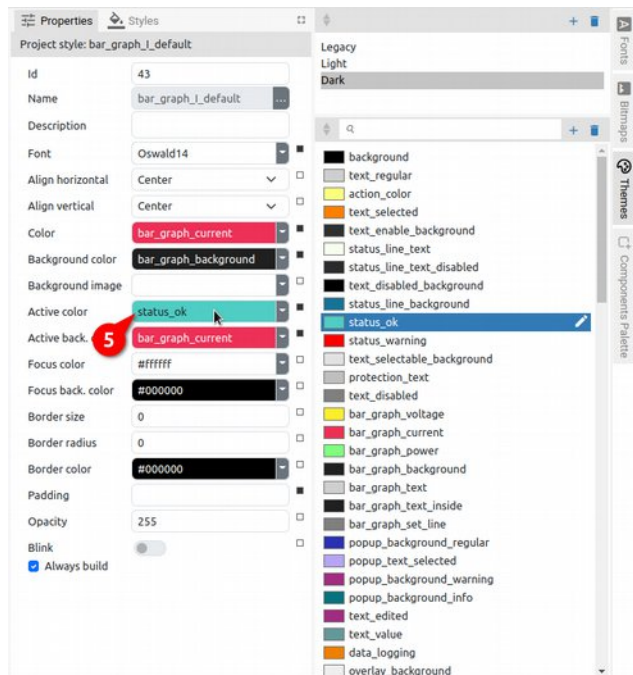 Properties
Styles
Project style: bar_graph_I_default
Id
43
Name
bar_graph_I_default
...
Description
Font
Oswald14
Align horizontal
Center
Align vertical
Center
Color
bar_graph_current
Background color
bar_graph_background
Background image
Active color
status_ok
5
Active back.
bar_graph_current
Focus color
#ffffff
Focus back. color
#000000
Border size
0
Border radius
0
Border color
#000000
Padding
Opacity
255
Blink
Always build
Legacy
Light
Dark
background
text_regular
action_color
text_selected
text_enable_background
status_line_text
status_line_text_disabled
text_disabled_background
status_line_background
status_ok
status_warning
text_selectable_background
protection_text
text_disabled
bar_graph_voltage
bar_graph_current
bar_graph_power
bar_graph_background
bar_graph_text
bar_graph_text_inside
bar_graph_set_line
popup_background_regular
popup_text_selected
popup_background_warning
popup_background_info
text_edited
text_value
data_logging
overlay_background
Fonts
Bitmaps
Themes
Components Palette